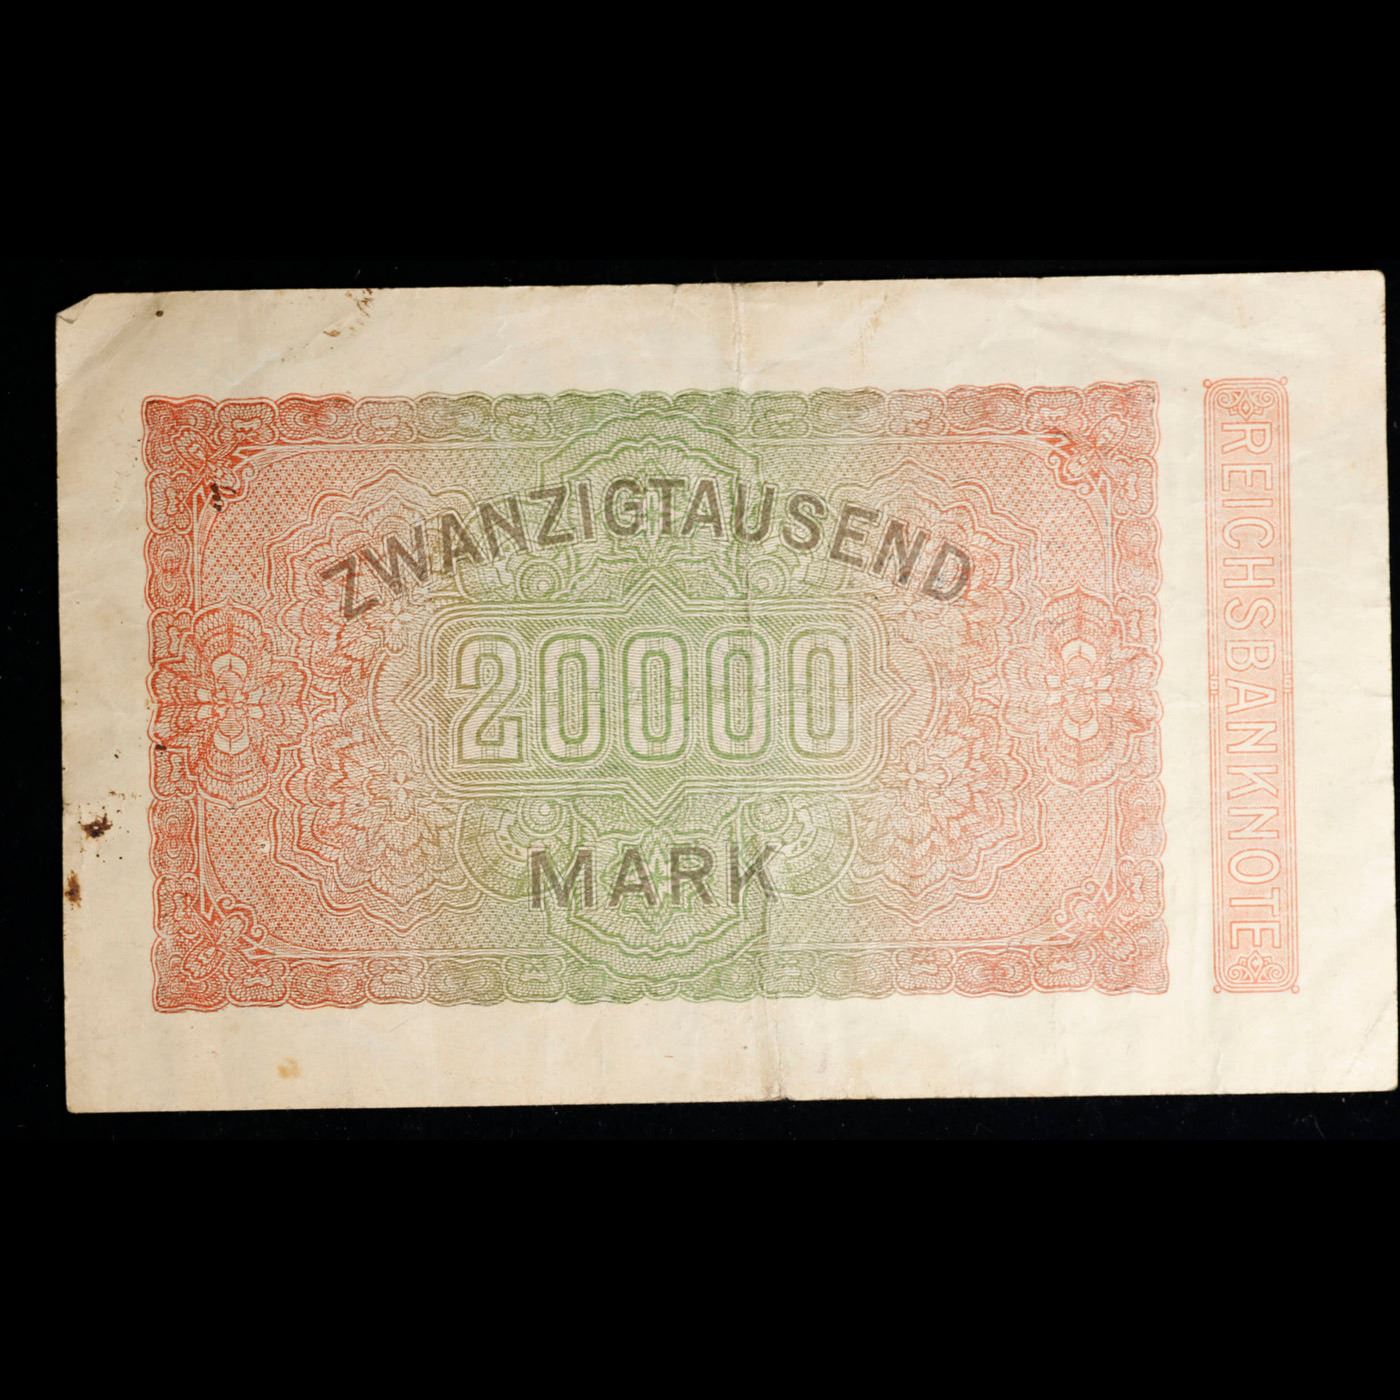 ZWANZIGTAUSEND
20000
MARK
REICHSBANKNOTE